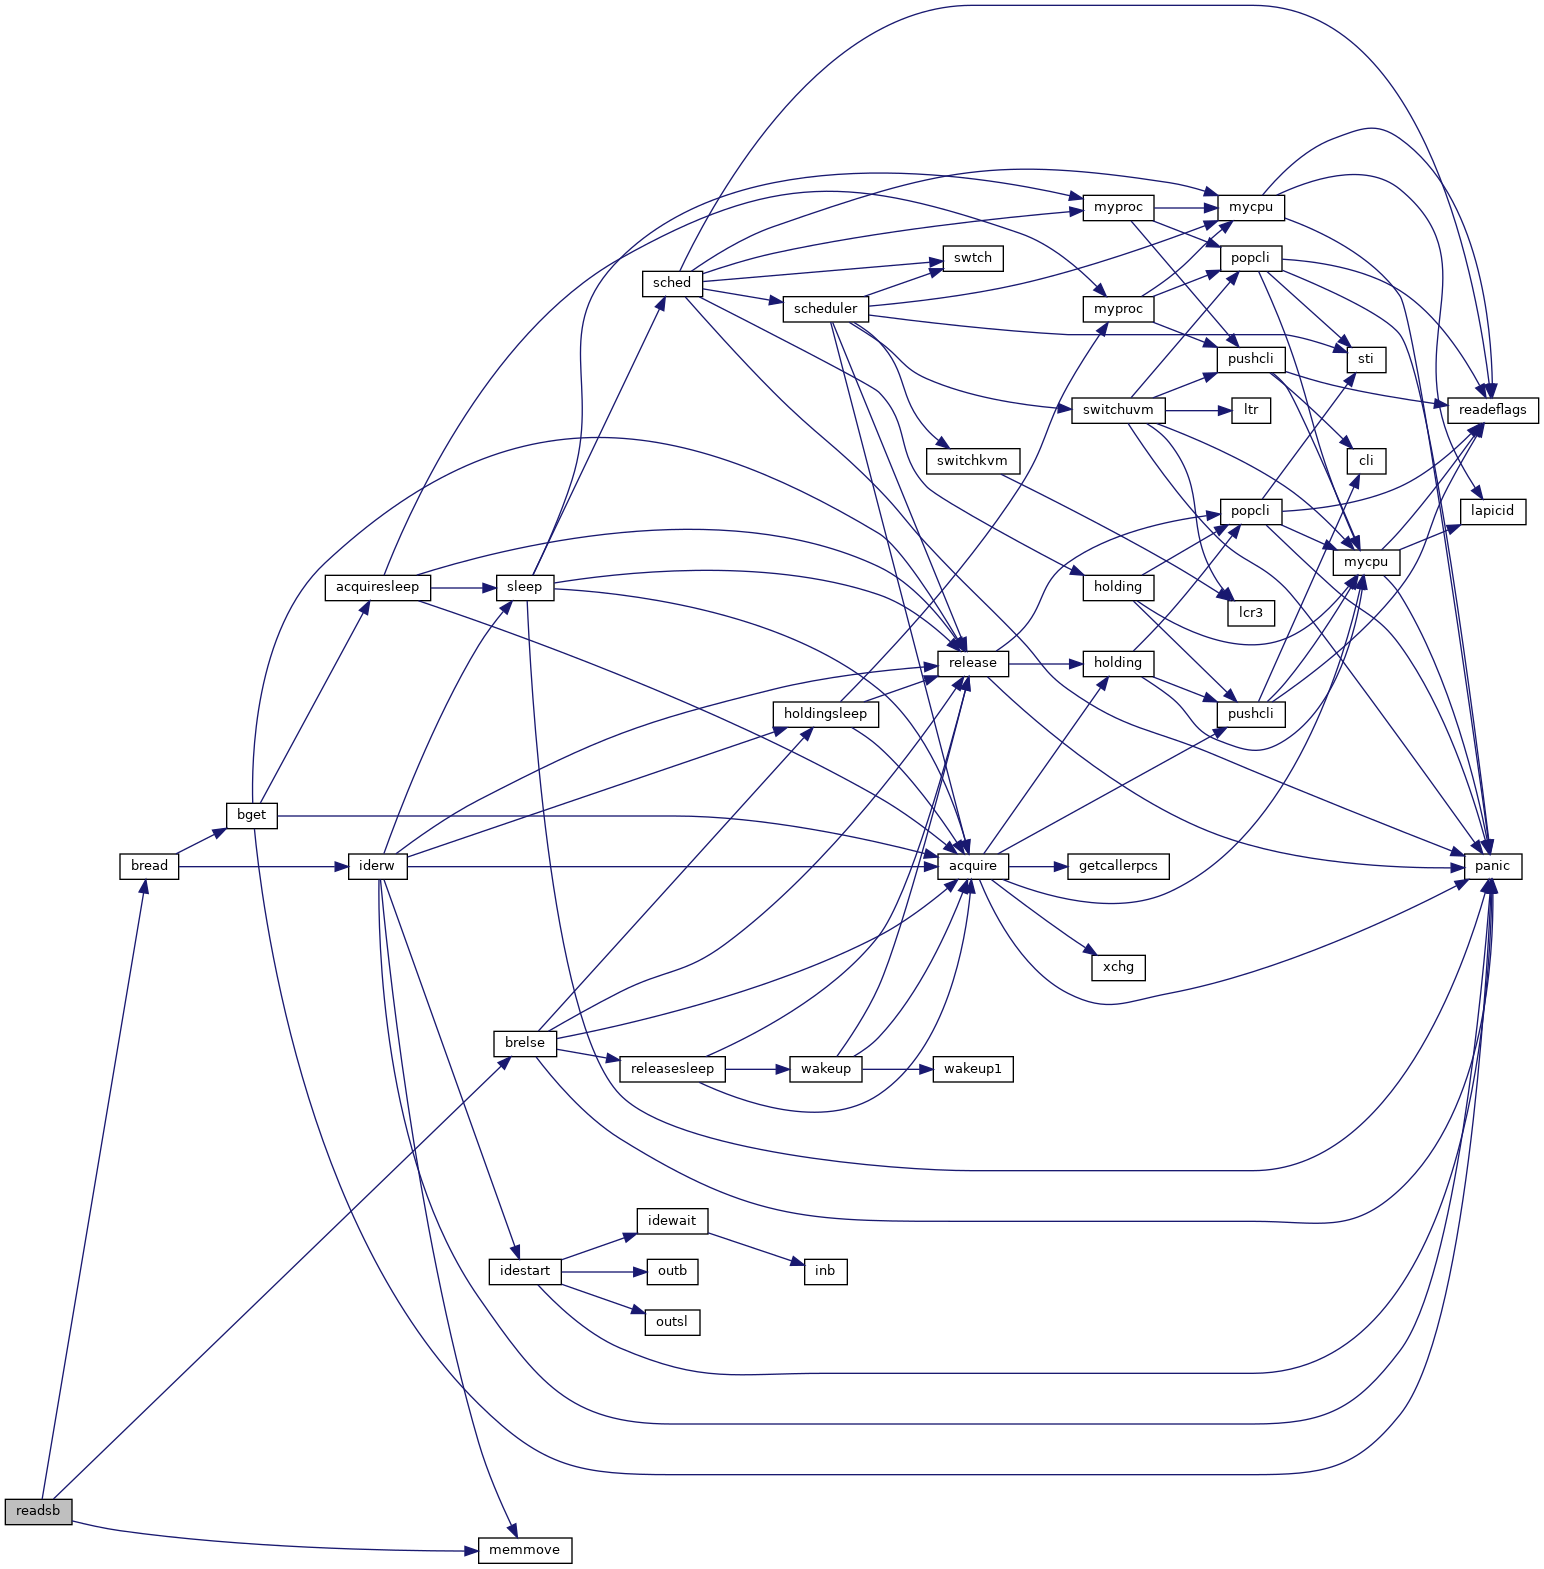 myproc
mycpu
swtch
popcli
sched
scheduler
myproc
pushcli
sti
switchuvm
ltr
readeflags
switchkvm
cli
popcli
lapicid
mycpu
acquiresleep
sleep
holding
lcr3
release
holding
holdingsleep
pushcli
bget
bread
iderw
acquire
getcallerpcs
panic
xchg
brelse
releasesleep
wakeup
wakeup1
idewait
idestart
outb
inb
outsl
readsb
memmove